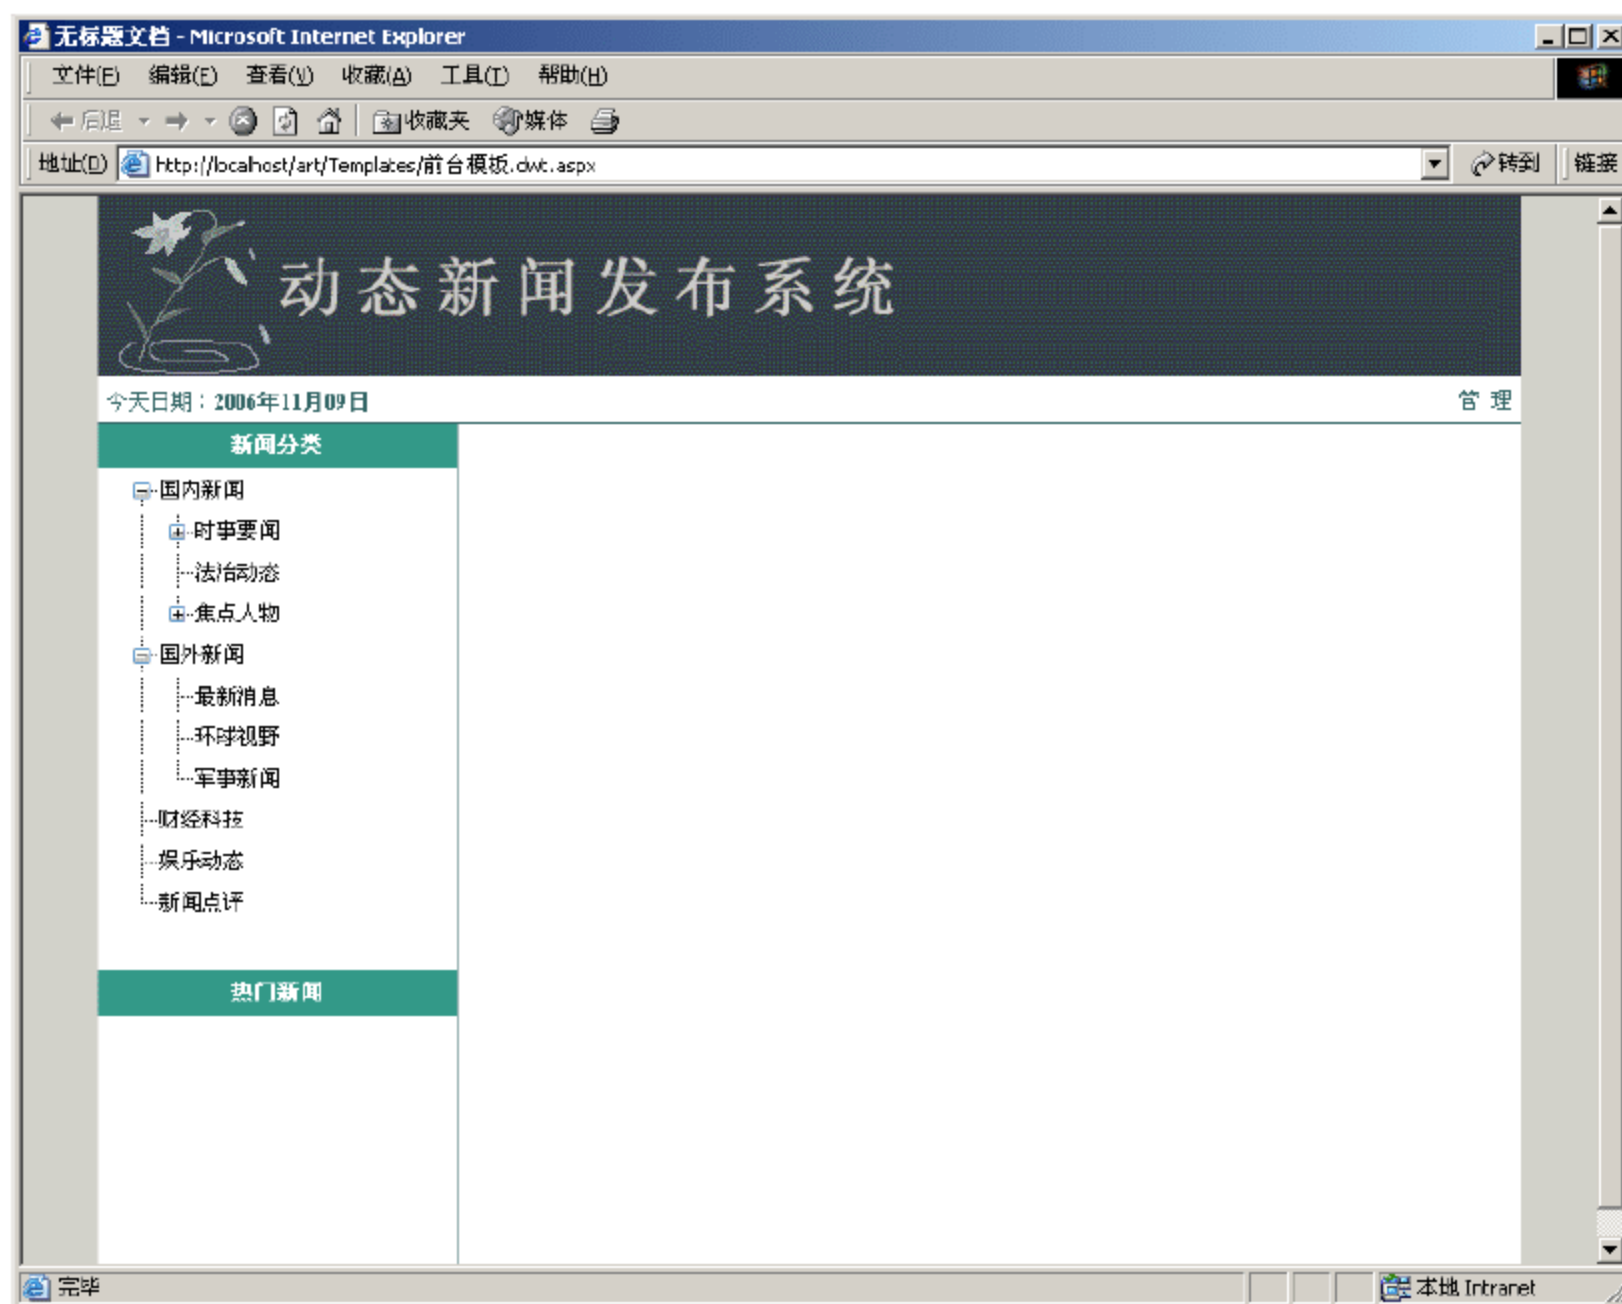 无标题文档 - Microsoft Internet Explorer
文件(F) 编辑(E) 查看(V) 收藏(A) 工具(T) 帮助(H)
后退 收藏夹 媒体
地址(D) http://localhost/art/Templates/前台模板.dwt.aspx 转到 链接
动态新闻发布系统
今天日期：2006年11月09日 管 理
新闻分类
国内新闻
时事要闻
法治动态
焦点人物
国外新闻
最新消息
环球视野
军事新闻
财经科技
娱乐动态
新闻点评
热门新闻
完毕 本地 Intranet